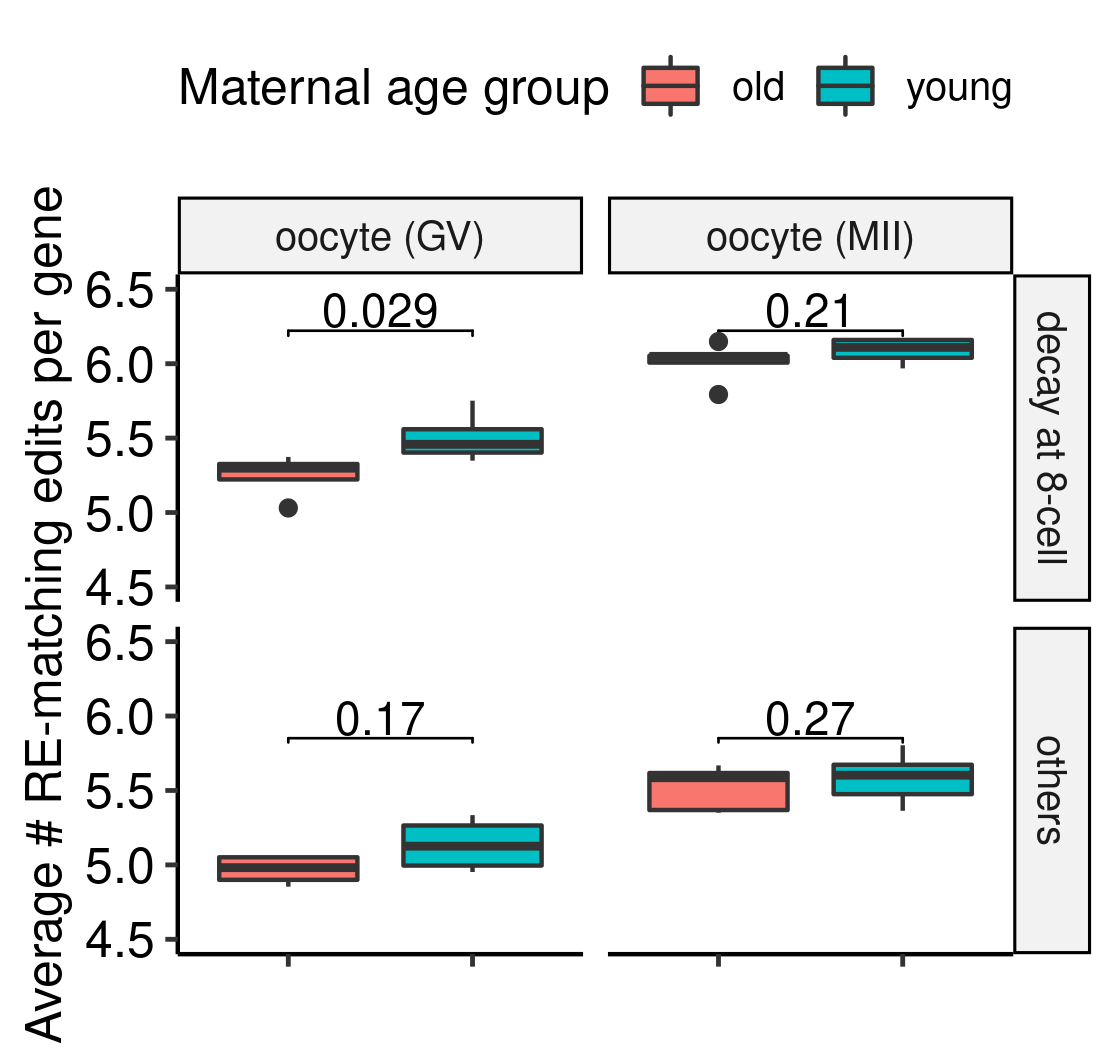 Maternal age group old young
oocyte (GV) oocyte (MII)
Average # RE-matching edits per gene
6.5
6.0
5.5
5.0
4.5
0.029
0.21
decay at 8-cell
6.5
6.0
5.5
5.0
4.5
0.17
0.27
others